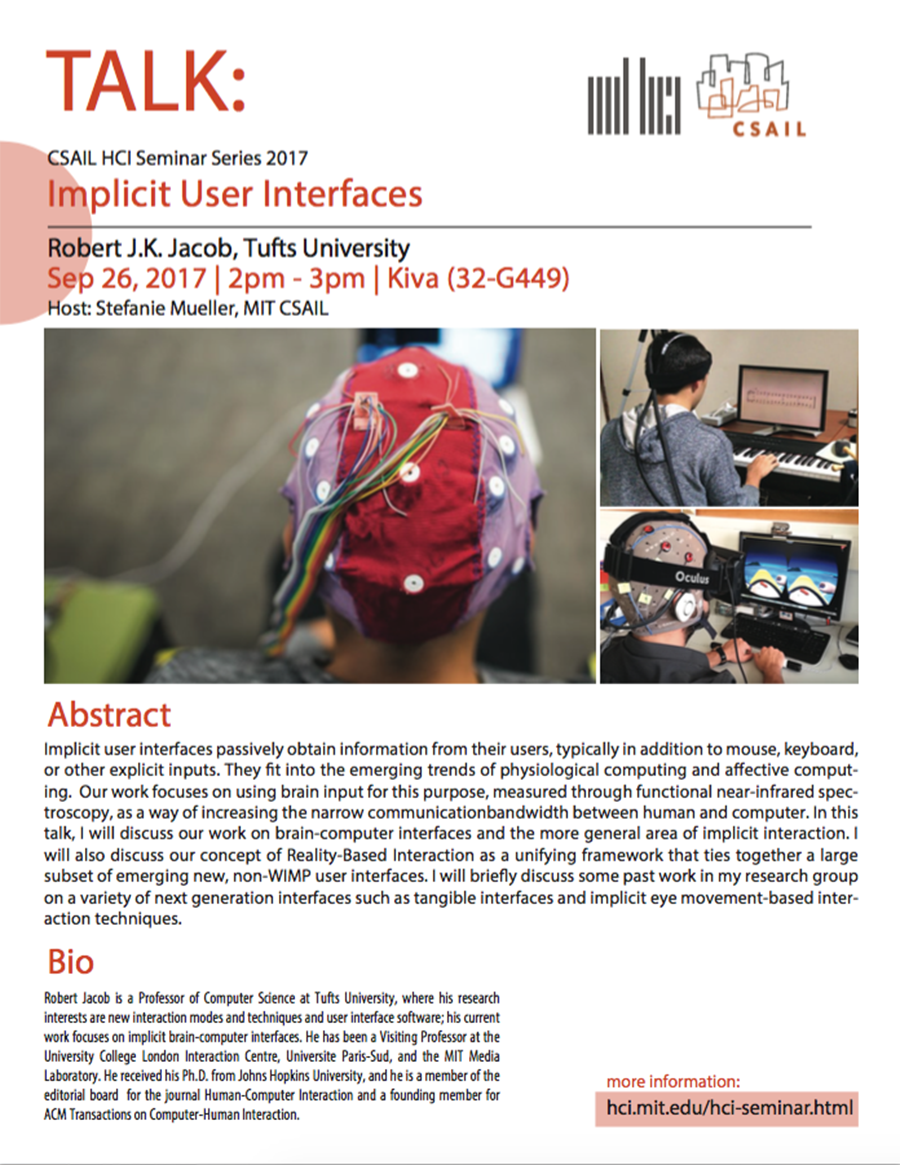 TALK:
CSAIL
CSAIL HCI Seminar Series 2017
Implicit User Interfaces
Robert J.K. Jacob, Tufts University
Sep 26, 2017 | 2pm - 3pm | Kiva (32-G449)
Host: Stefanie Mueller, MIT CSAIL
Oculus
Abstract
Implicit user interfaces passively obtain information from their users, typically in addition to mouse, keyboard,
or other explicit inputs. They fit into the emerging trends of physiological computing and affective comput-
ing. Our work focuses on using brain input for this purpose, measured through functional near-infrared spec-
troscopy, as a way of increasing the narrow communicationbandwidth between human and computer. In this
talk, I will discuss our work on brain-computer interfaces and the more general area of implicit interaction. I
will also discuss our concept of Reality-Based Interaction as a unifying framework that ties together a large
subset of emerging new, non-WIMP user interfaces. I will briefly discuss some past work in my research group
on a variety of next generation interfaces such as tangible interfaces and implicit eye movement-based inter-
action techniques.
Bio
Robert Jacob is a Professor of Computer Science at Tufts University, where his research
interests are new interaction modes and techniques and user interface software; his current
work focuses on implicit brain-computer interfaces. He has been a Visiting Professor at the
University College London Interaction Centre, Universite Paris-Sud, and the MIT Media
Laboratory. He received his Ph.D. from Johns Hopkins University, and he is a member of the
editorial board for the journal Human-Computer Interaction and a founding member for
ACM Transactions on Computer-Human Interaction.
more information:
hci.mit.edu/hci-seminar.html